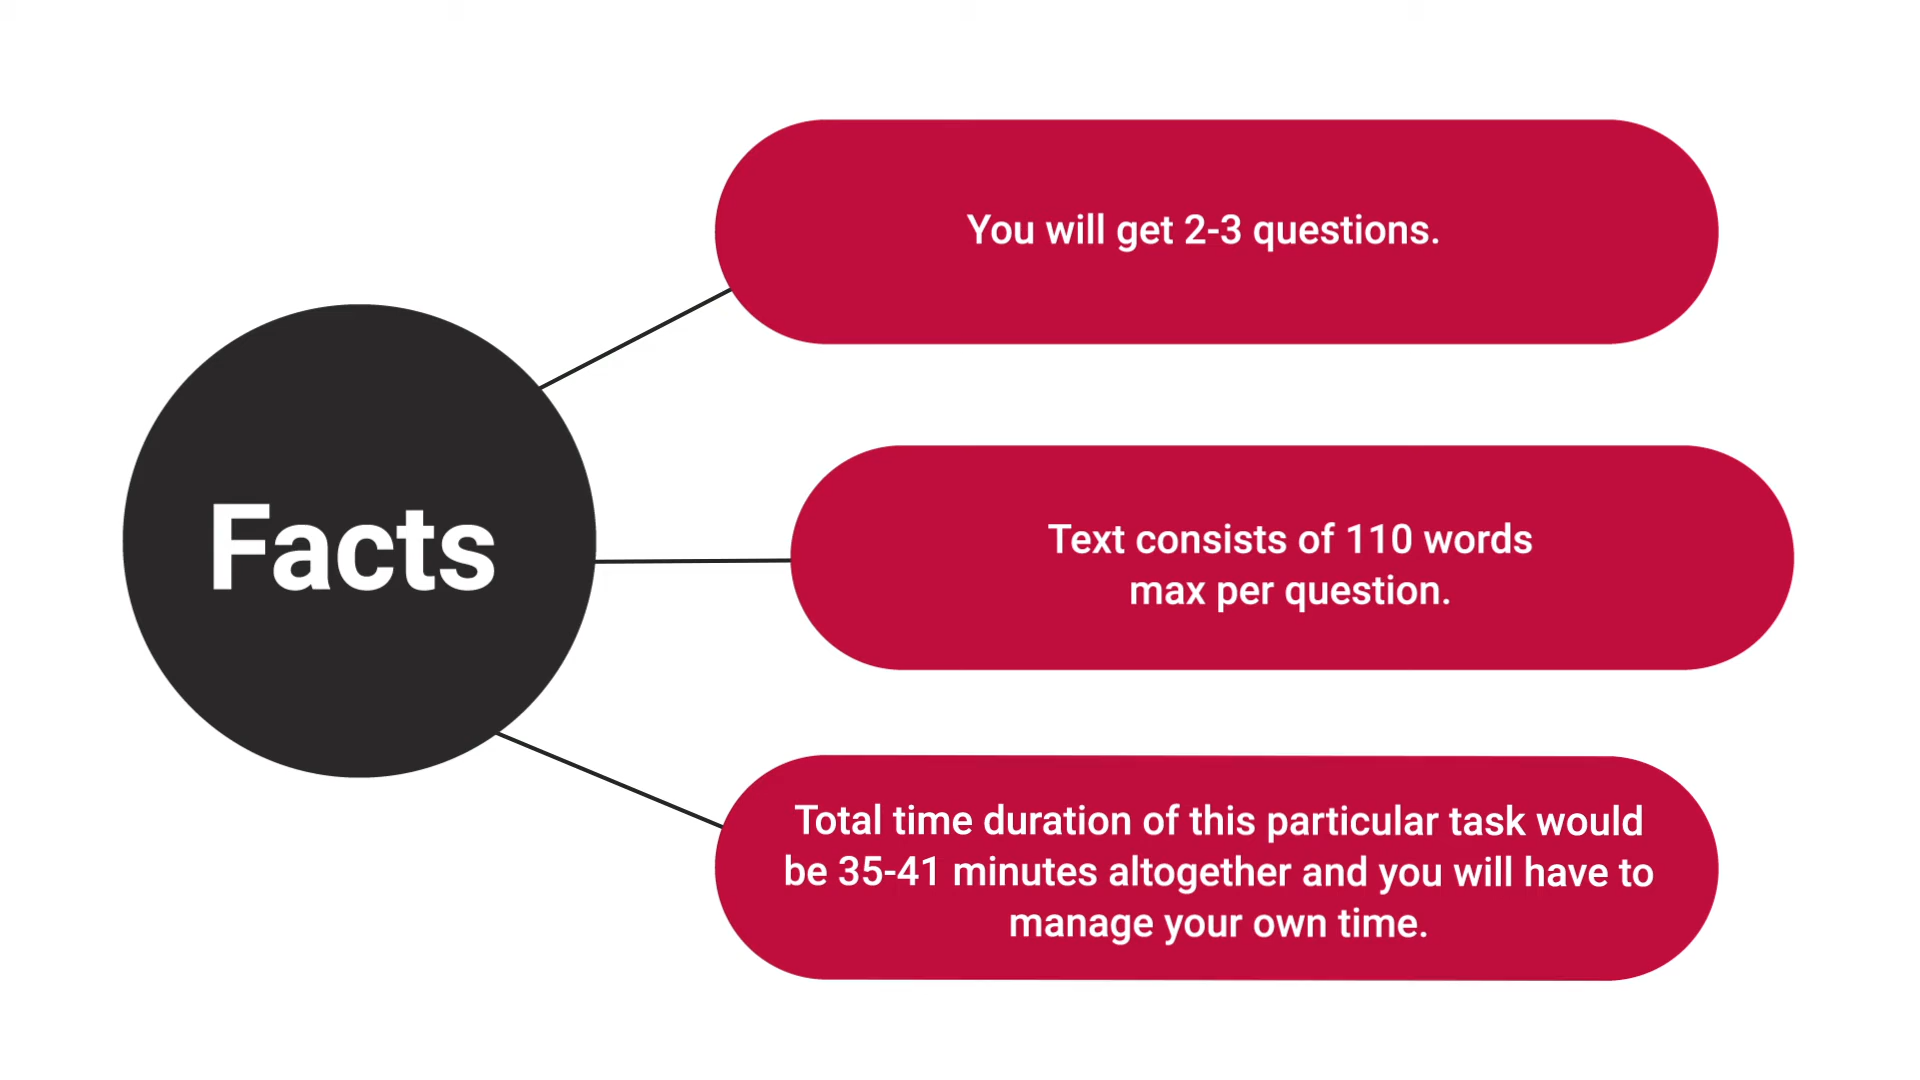 Facts
You will get 2-3 questions.
Text consists of 110 words
max per question.
Total time duration of this particular task would
be 35-41 minutes altogether and you will have to
manage your own time.